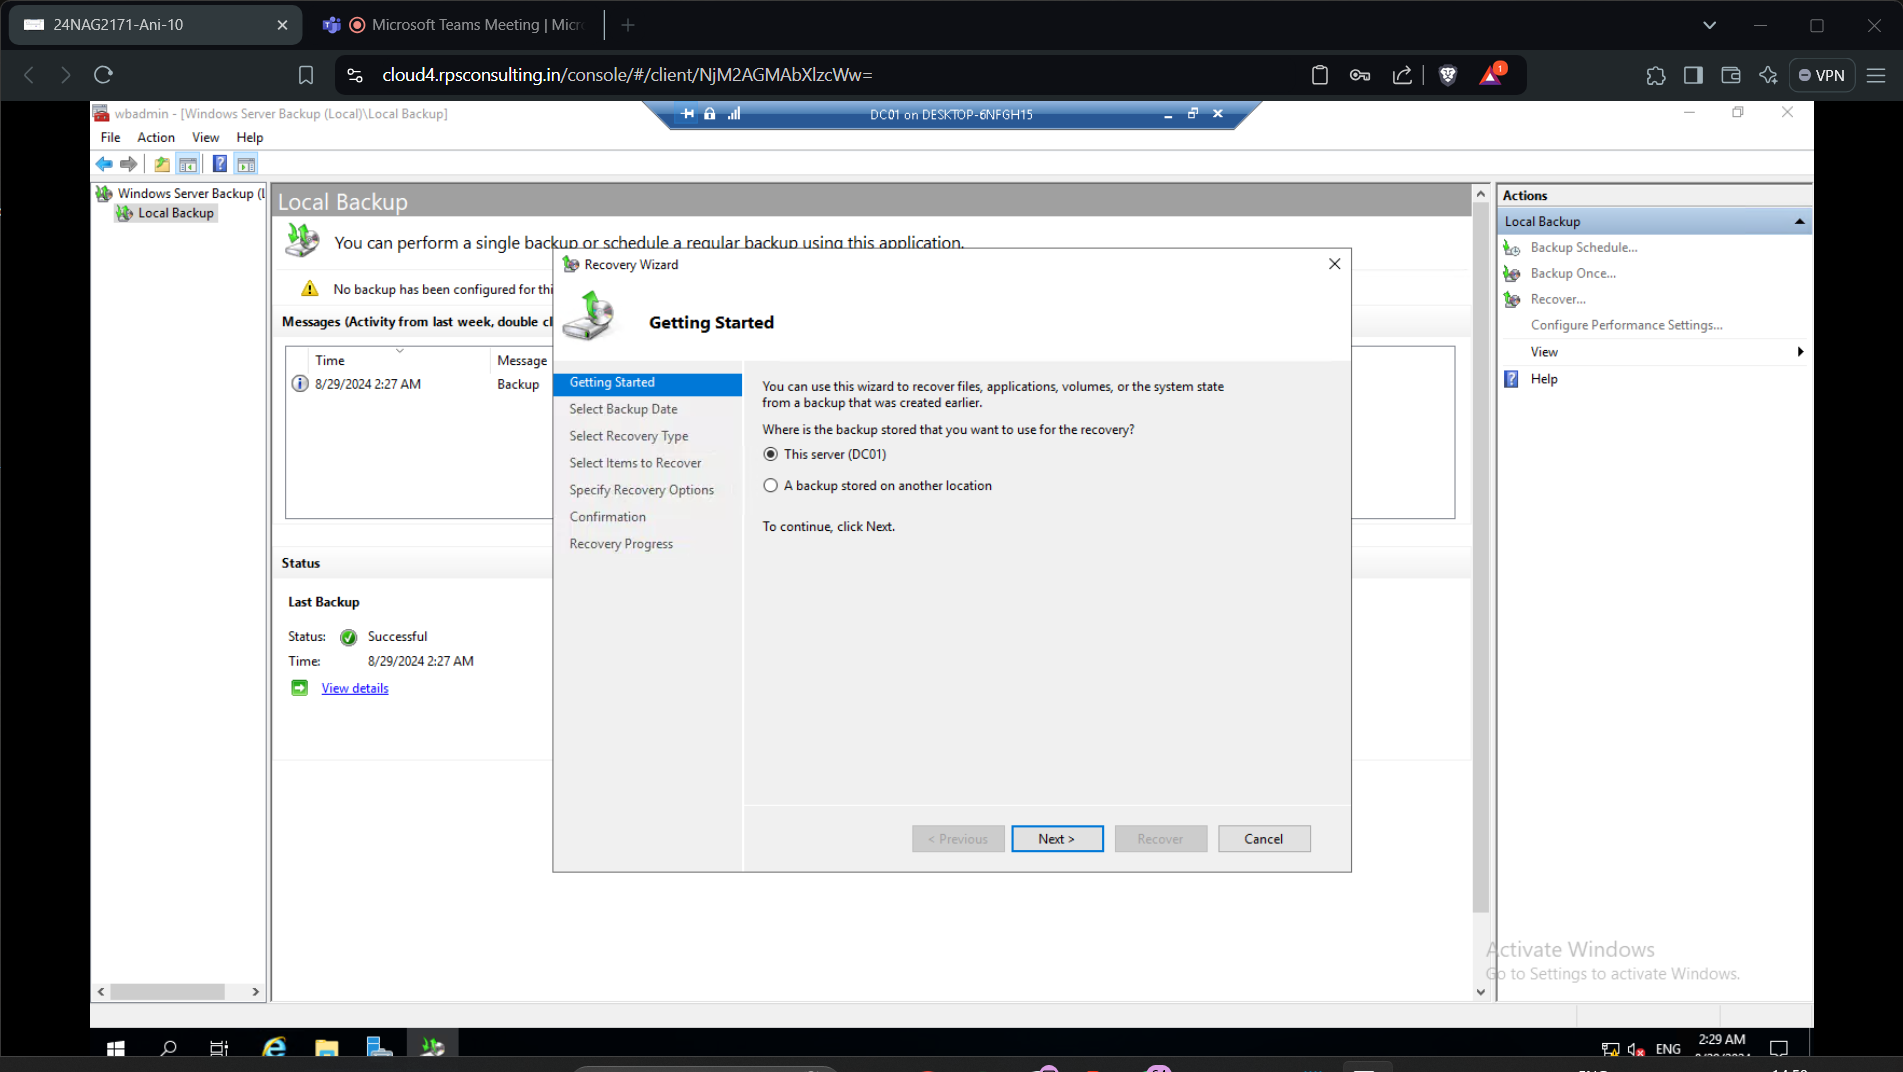 24NAG2171-Ani-10
Microsoft Teams Meeting | Micr
cloud4.rpsconsulting.in/console/#/client/NjM2AGMAbXlzcWw=
1
VPN
wbadmin - [Windows Server Backup (Local)\Local Backup]
DC01 on DESKTOP-6NFGH15
File Action View Help
Windows Server Backup (L
Local Backup
Local Backup
You can perform a single backup or schedule a regular backup using this application.
No backup has been configured for thi
Messages (Activity from last week, double cl
Time Message
8/29/2024 2:27 AM Backup
Status
Last Backup
Status: Successful
Time: 8/29/2024 2:27 AM
View details
Recovery Wizard
Getting Started
Getting Started
Select Backup Date
Select Recovery Type
Select Items to Recover
Specify Recovery Options
Confirmation
Recovery Progress
You can use this wizard to recover files, applications, volumes, or the system state
from a backup that was created earlier.
Where is the backup stored that you want to use for the recovery?
This server (DC01)
A backup stored on another location
To continue, click Next.
< Previous Next > Recover Cancel
Actions
Local Backup
Backup Schedule...
Backup Once...
Recover...
Configure Performance Settings...
View
Help
Activate Windows
Go to Settings to activate Windows.
ENG
2:29 AM